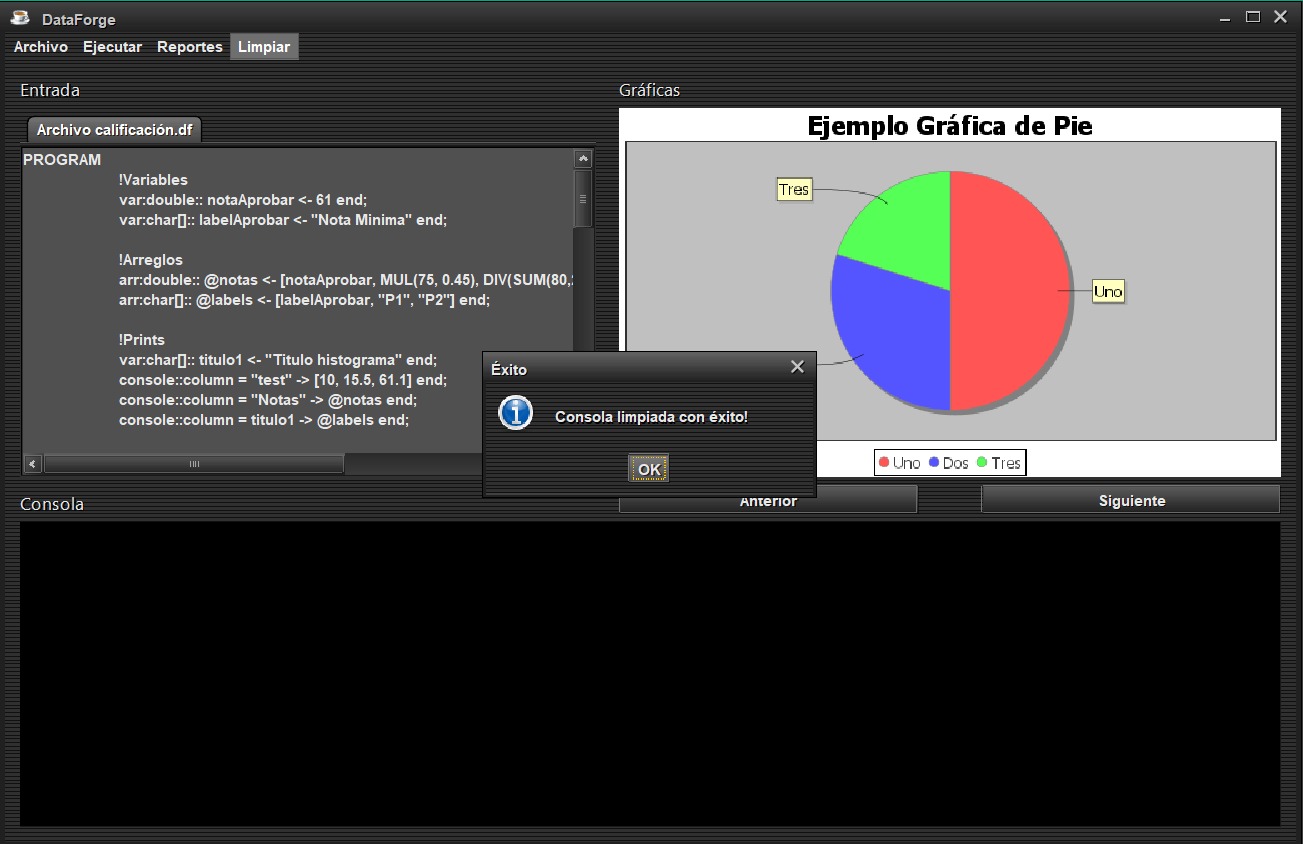 DataForge
Archivo Ejecutar Reportes Limpiar
Entrada
Archivo calificación.df
PROGRAM
!Variables
var:double:: notaAprobar <- 61 end;
var:char[]:: labelAprobar <- "Nota Minima" end;
!Arreglos
arr:double:: @notas <- [notaAprobar, MUL(75, 0.45), DIV(SUM(80,
arr:char[]:: @labels <- [labelAprobar, "P1", "P2"] end;
!Prints
var:char[]:: titulo1 <- "Titulo histograma" end;
console::column = "test" -> [10, 15.5, 61.1] end;
console::column = "Notas" -> @notas end;
console::column = titulo1 -> @labels end;
Gráficas
Ejemplo Gráfica de Pie
Tres
Uno
Uno Dos Tres
Éxito
Consola limpiada con éxito!
OK
Anterior Siguiente
Consola